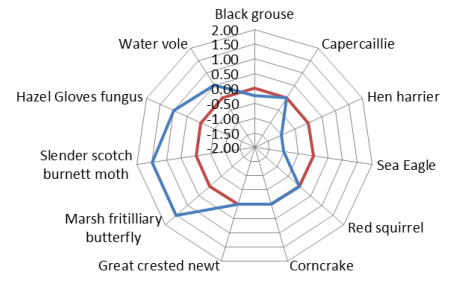 Black grouse
2.00
1.50
1.00
0.50
0.00
-0.50
-1.00
-1.50
-2.00
Capercaillie
Hen harrier
Sea Eagle
Red squirrel
Corncrake
Great crested newt
Marsh fritilliary
butterfly
Slender scotch
burnett moth
Hazel Gloves fungus
Water vole